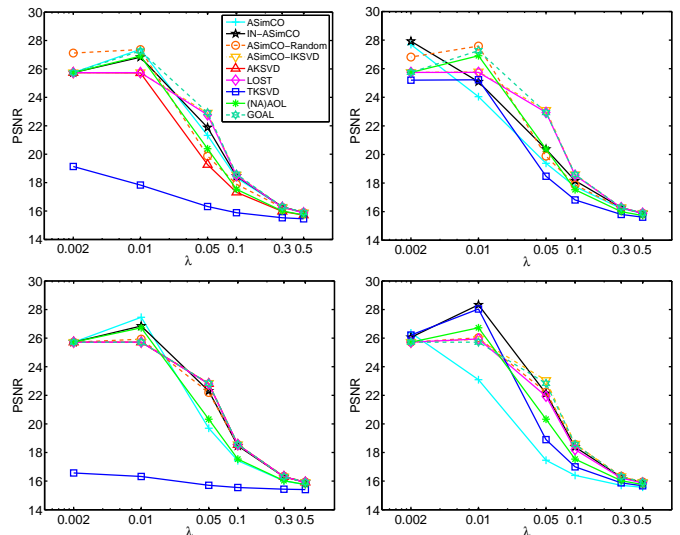 30
28
26
24
22
20
18
16
14
PSNR
0.002 0.01 0.05 0.1 0.3 0.5
λ
ASimCO
IN−ASimCO
ASimCO−Random
ASimCO−IKSVD
AKSVD
LOST
TKSVD
(NA)AOL
GOAL
30
28
26
24
22
20
18
16
14
PSNR
0.002 0.01 0.05 0.1 0.3 0.5
λ
30
28
26
24
22
20
18
16
14
PSNR
0.002 0.01 0.05 0.1 0.3 0.5
λ
30
28
26
24
22
20
18
16
14
PSNR
0.002 0.01 0.05 0.1 0.3 0.5
λ